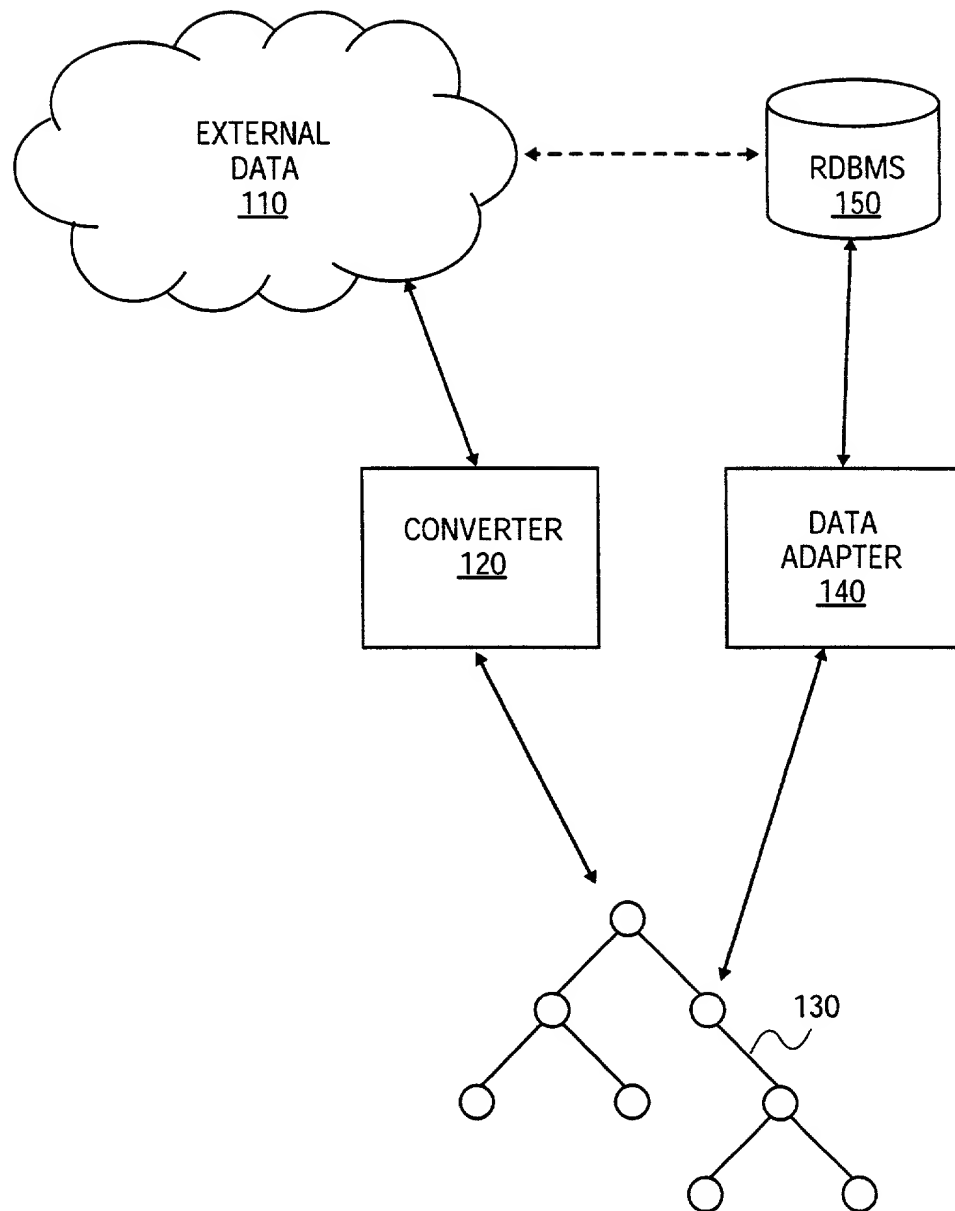 EXTERNAL
DATA
110
RDBMS
150
CONVERTER
120
DATA
ADAPTER
140
130